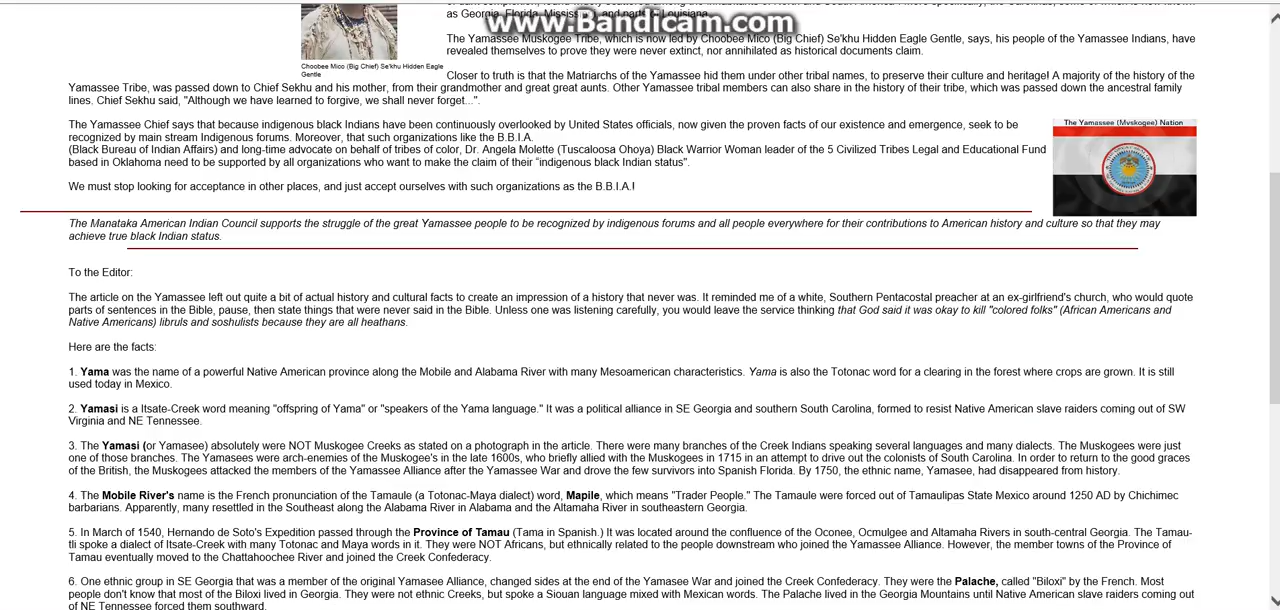 www.Bandicam.com
as Georgia, Florida, Mississippi, and parts of Louisiana.
The Yamassee Muskogee Tribe, which is now led by Choobee Mico (Big Chief) Se'khu Hidden Eagle Gentle, says, his people of the Yamassee Indians, have
revealed themselves to prove they were never extinct, nor annihilated as historical documents claim.
Choobee Mico (Big Chief) Se'khu Hidden Eagle
Gentle
Closer to truth is that the Matriarchs of the Yamassee hid them under other tribal names, to preserve their culture and heritage! A majority of the history of the
Yamassee Tribe, was passed down to Chief Sekhu and his mother, from their grandmother and great great aunts. Other Yamassee tribal members can also share in the history of their tribe, which was passed down the ancestral family
lines. Chief Sekhu said, "Although we have learned to forgive, we shall never forget...".
The Yamassee Chief says that because indigenous black Indians have been continuously overlooked by United States officials, now given the proven facts of our existence and emergence, seek to be
recognized by main stream Indigenous forums. Moreover, that such organizations like the B.B.I.A.
(Black Bureau of Indian Affairs) and long-time advocate on behalf of tribes of color, Dr. Angela Molette (Tuscaloosa Ohoya) Black Warrior Woman leader of the 5 Civilized Tribes Legal and Educational Fund
based in Oklahoma need to be supported by all organizations who want to make the claim of their "indigenous black Indian status".
The Yamassee (Mvskogee) Nation
We must stop looking for acceptance in other places, and just accept ourselves with such organizations as the B.B.I.A.!
The Manataka American Indian Council supports the struggle of the great Yamassee people to be recognized by indigenous forums and all people everywhere for their contributions to American history and culture so that they may
achieve true black Indian status.
To the Editor:
The article on the Yamassee left out quite a bit of actual history and cultural facts to create an impression of a history that never was. It reminded me of a white, Southern Pentacostal preacher at an ex-girlfriend's church, who would quote
parts of sentences in the Bible, pause, then state things that were never said in the Bible. Unless one was listening carefully, you would leave the service thinking that God said it was okay to kill "colored folks" (African Americans and
Native Americans) libruls and soshulists because they are all heathans.
Here are the facts:
1. Yama was the name of a powerful Native American province along the Mobile and Alabama River with many Mesoamerican characteristics. Yama is also the Totonac word for a clearing in the forest where crops are grown. It is still
used today in Mexico.
2. Yamasi is a Itsate-Creek word meaning "offspring of Yama" or "speakers of the Yama language." It was a political alliance in SE Georgia and southern South Carolina, formed to resist Native American slave raiders coming out of SW
Virginia and NE Tennessee.
3. The Yamasi (or Yamasee) absolutely were NOT Muskogee Creeks as stated on a photograph in the article. There were many branches of the Creek Indians speaking several languages and many dialects. The Muskogees were just
one of those branches. The Yamasees were arch-enemies of the Muskogee's in the late 1600s, who briefly allied with the Muskogees in 1715 in an attempt to drive out the colonists of South Carolina. In order to return to the good graces
of the British, the Muskogees attacked the members of the Yamassee Alliance after the Yamassee War and drove the few survivors into Spanish Florida. By 1750, the ethnic name, Yamasee, had disappeared from history.
4. The Mobile River's name is the French pronunciation of the Tamaule (a Totonac-Maya dialect) word, Mapile, which means "Trader People." The Tamaule were forced out of Tamaulipas State Mexico around 1250 AD by Chichimec
barbarians. Apparently, many resettled in the Southeast along the Alabama River in Alabama and the Altamaha River in southeastern Georgia.
5. In March of 1540, Hernando de Soto's Expedition passed through the Province of Tamau (Tama in Spanish.) It was located around the confluence of the Oconee, Ocmulgee and Altamaha Rivers in south-central Georgia. The Tamau-
tli spoke a dialect of Itsate-Creek with many Totonac and Maya words in it. They were NOT Africans, but ethnically related to the people downstream who joined the Yamassee Alliance. However, the member towns of the Province of
Tamau eventually moved to the Chattahoochee River and joined the Creek Confederacy.
6. One ethnic group in SE Georgia that was a member of the original Yamasee Alliance, changed sides at the end of the Yamasee War and joined the Creek Confederacy. They were the Palache, called "Biloxi" by the French. Most
people don't know that most of the Biloxi lived in Georgia. They were not ethnic Creeks, but spoke a Siouan language mixed with Mexican words. The Palache lived in the Georgia Mountains until Native American slave raiders coming out
of NE Tennessee forced them southward.